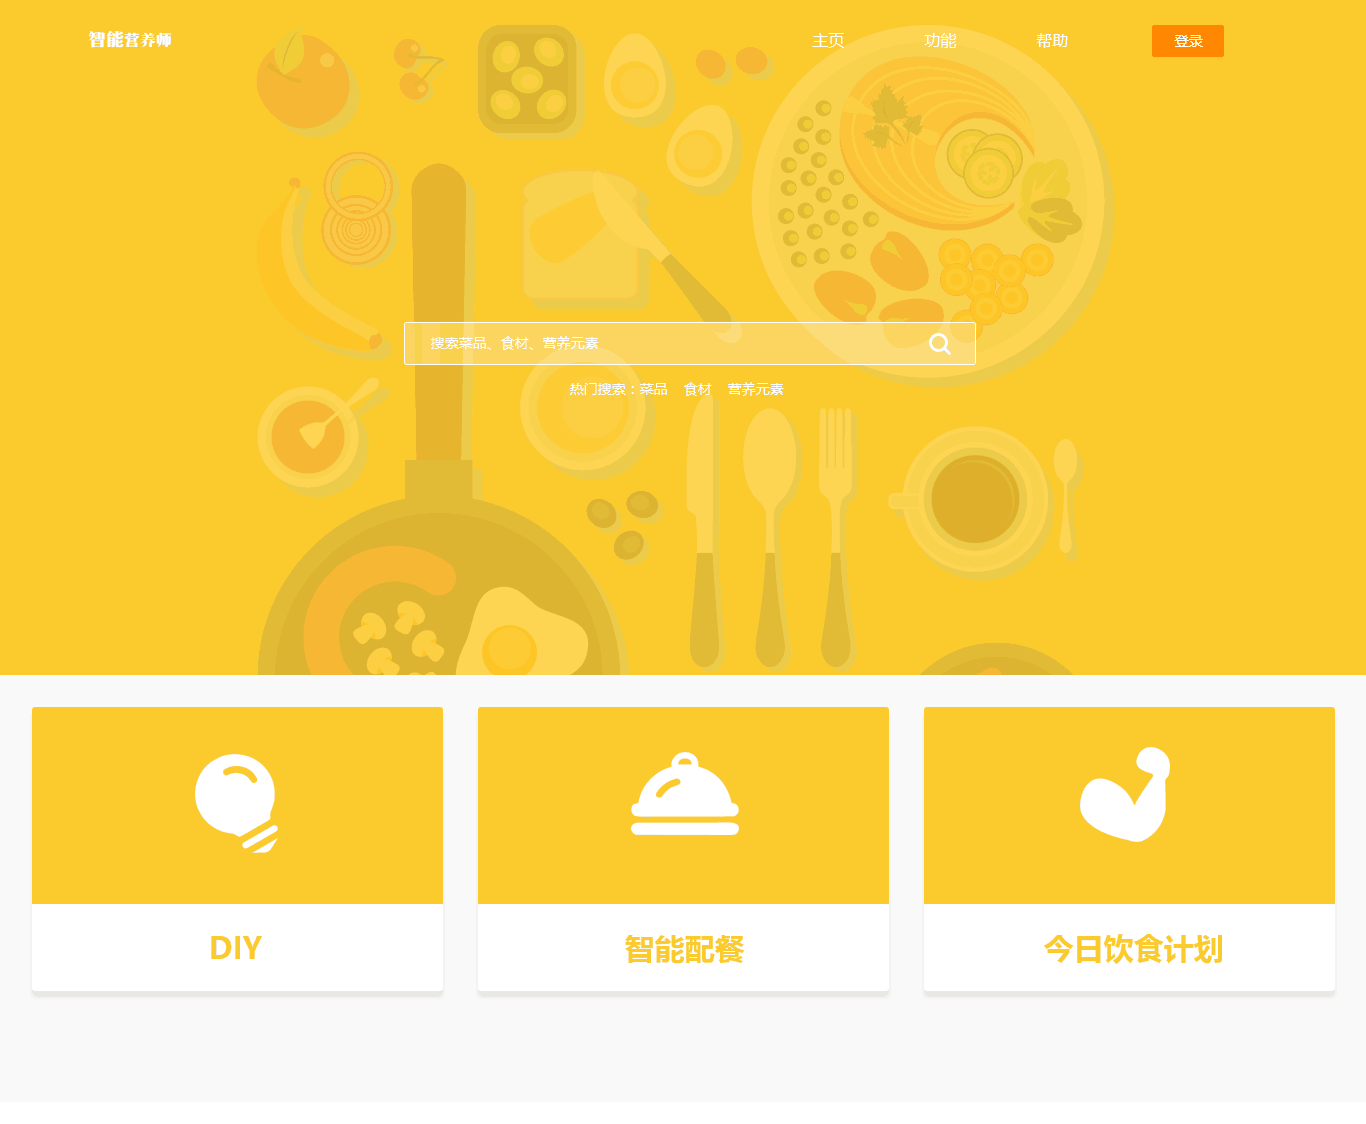 智能营养师
主页 功能 帮助 登录
搜索菜品、食材、营养元素
热门搜索：菜品 食材 营养元素
DIY
智能配餐
今日饮食计划